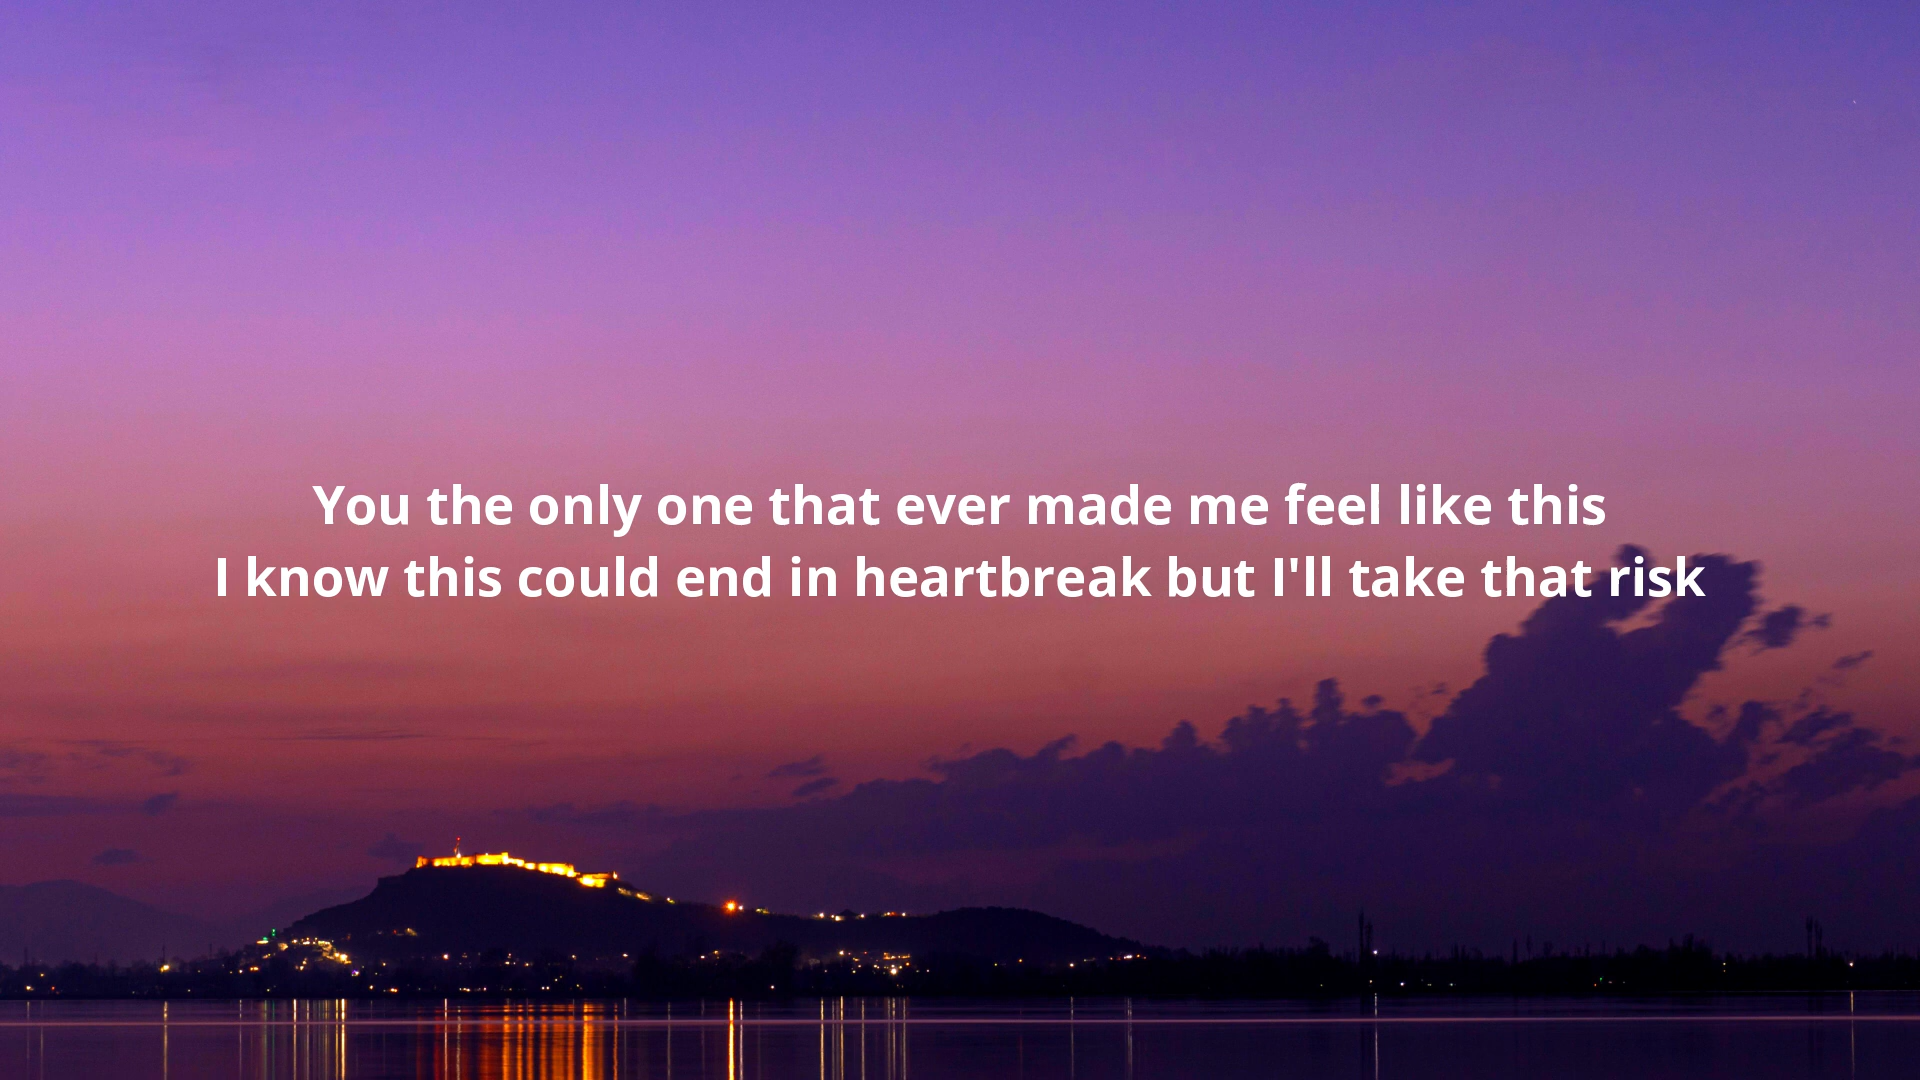 You the only one that ever made me feel like this
I know this could end in heartbreak but I'll take that risk